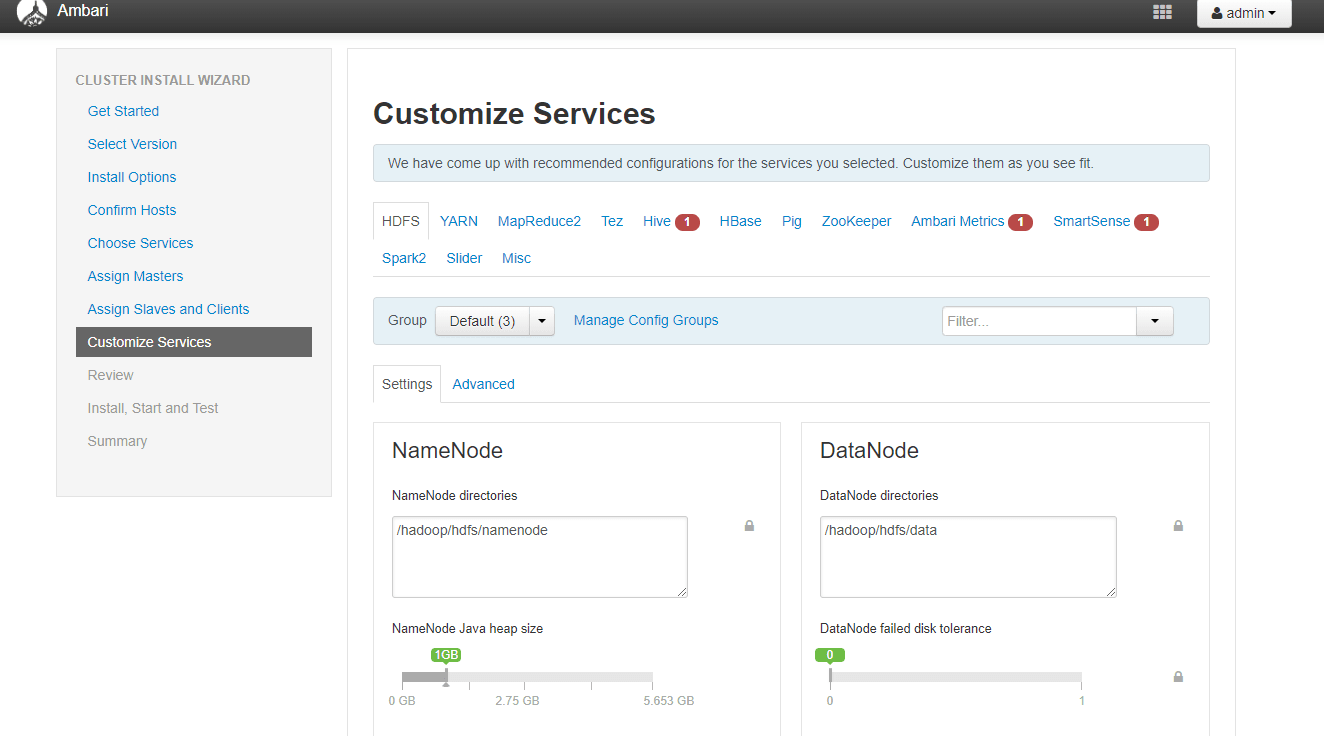 Ambari
admin
CLUSTER INSTALL WIZARD
Get Started
Select Version
Install Options
Confirm Hosts
Choose Services
Assign Masters
Assign Slaves and Clients
Customize Services
Review
Install, Start and Test
Summary
Customize Services
We have come up with recommended configurations for the services you selected. Customize them as you see fit.
HDFS YARN MapReduce2 Tez Hive 1 HBase Pig ZooKeeper Ambari Metrics 1 SmartSense 1
Spark2 Slider Misc
Group Default (3) Manage Config Groups Filter...
Settings Advanced
NameNode
NameNode directories
/hadoop/hdfs/namenode
NameNode Java heap size
1GB
0 GB 2.75 GB 5.653 GB
DataNode
DataNode directories
/hadoop/hdfs/data
DataNode failed disk tolerance
0
0 1